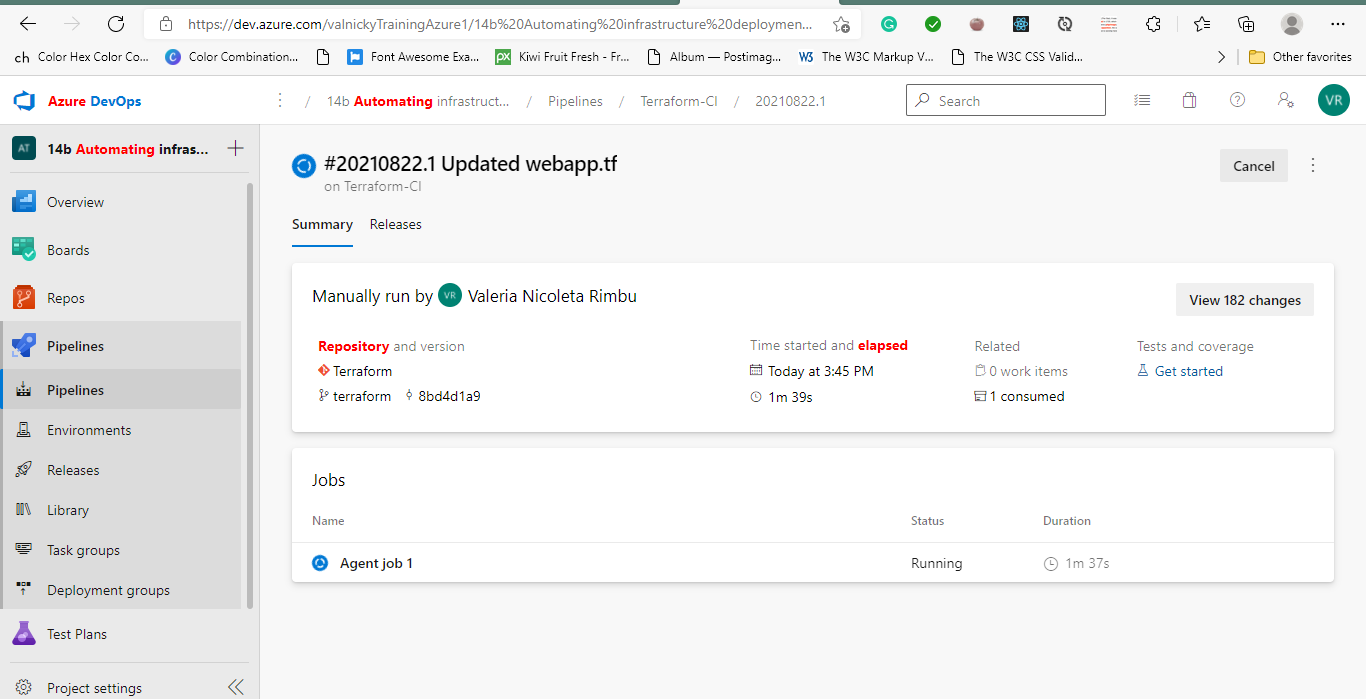 https://dev.azure.com/valnickyTrainingAzure1/14b%20Automating%20infrastructure%20deploymen...
ch Color Hex Color Co...
C Color Combination...
Font Awesome Exa...
px Kiwi Fruit Fresh - Fr...
Album — Postimag...
W3 The W3C Markup V...
The W3C CSS Valid...
Other favorites
Azure DevOps
/ 14b Automating infrastruct... / Pipelines / Terraform-CI / 20210822.1
Search
VR
AT 14b Automating infras...
Overview
Boards
Repos
Pipelines
Pipelines
Environments
Releases
Library
Task groups
Deployment groups
Test Plans
Project settings
#20210822.1 Updated webapp.tf
on Terraform-CI
Cancel
Summary Releases
Manually run by VR Valeria Nicoleta Rimbu
View 182 changes
Repository and version
Terraform
terraform 8bd4d1a9
Time started and elapsed
Today at 3:45 PM
1m 39s
Related
0 work items
1 consumed
Tests and coverage
Get started
Jobs
Name Status Duration
Agent job 1 Running 1m 37s